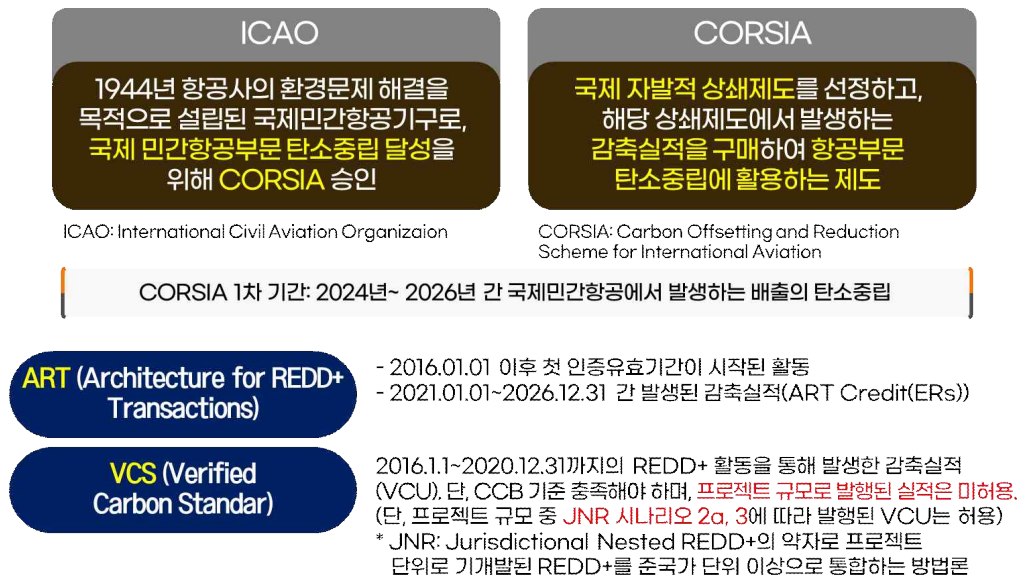 ICAO
1944년 항공사의 환경문제 해결을
목적으로 설립된 국제민간항공기구로,
국제 민간항공부문 탄소중립 달성을
위해 CORSIA 승인
ICAO: International Civil Aviation Organizaion
CORSIA
국제 자발적 상쇄제도를 선정하고,
해당 상쇄제도에서 발생하는
감축실적을 구매하여 항공부문
탄소중립에 활용하는 제도
CORSIA: Carbon Offsetting and Reduction
Scheme for International Aviation
CORSIA 1차 기간: 2024년~ 2026년 간 국제민간항공에서 발생하는 배출의 탄소중립
ART (Architecture for REDD+
Transactions)
- 2016.01.01 이후 첫 인증유효기간이 시작된 활동
- 2021.01.01~2026.12.31 간 발생된 감축실적(ART Credit(ERs))
VCS (Verified
Carbon Standar)
2016.1.1~2020.12.31까지의 REDD+ 활동을 통해 발생한 감축실적
(VCU). 단, CCB 기준 충족해야 하며, 프로젝트 규모로 발행된 실적은 미허용.
(단, 프로젝트 규모 중 JNR 시나리오 2a, 3에 따라 발행된 VCU는 허용)
* JNR: Jurisdictional Nested REDD+의 약자로 프로젝트
단위로 기개발된 REDD+를 준국가 단위 이상으로 통합하는 방법론